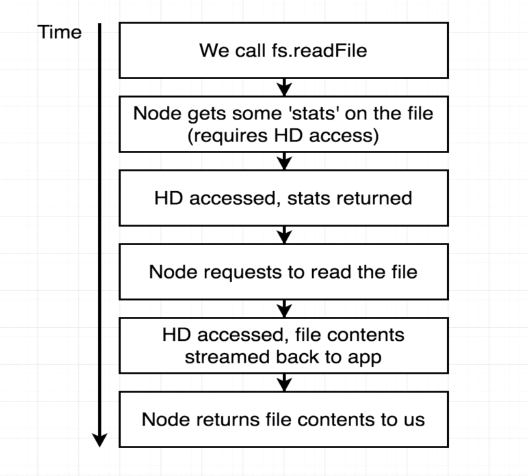 Time
We call fs.readFile
Node gets some 'stats' on the file
(requires HD access)
HD accessed, stats returned
Node requests to read the file
HD accessed, file contents
streamed back to app
Node returns file contents to us